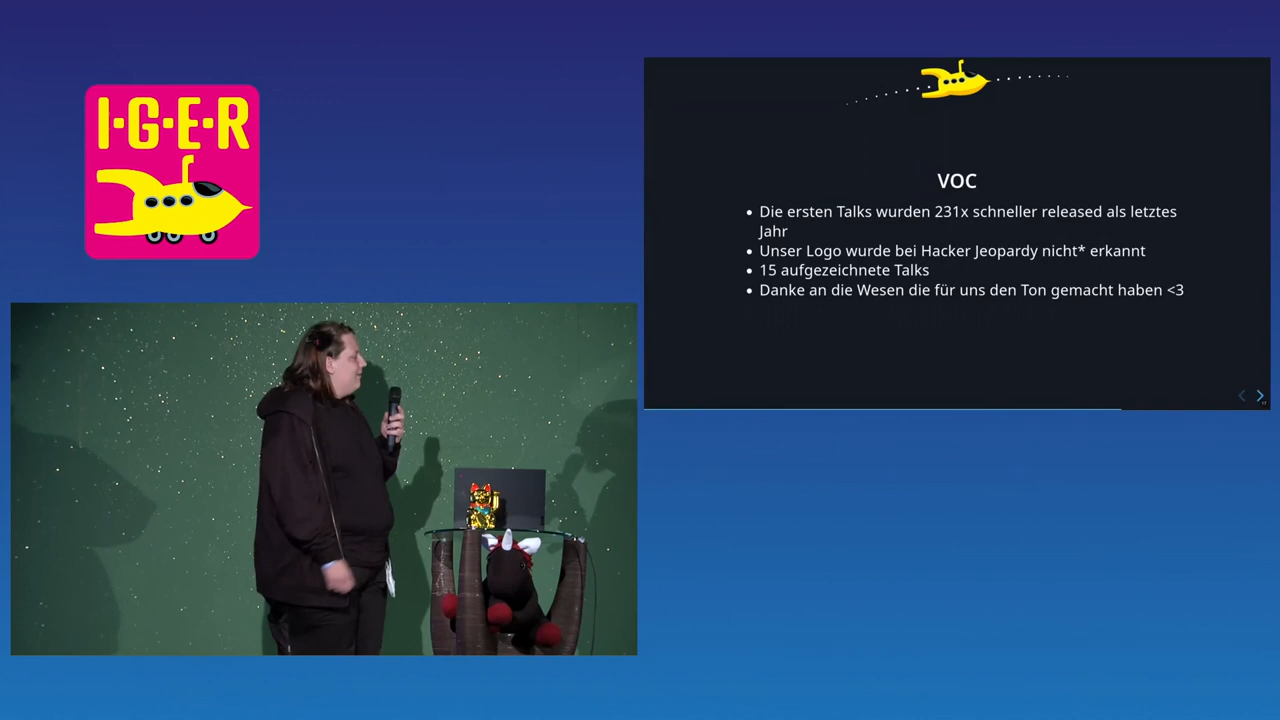 I·G·E·R
VOC
Die ersten Talks wurden 231x schneller released als letztes
Jahr
Unser Logo wurde bei Hacker Jeopardy nicht* erkannt
15 aufgezeichnete Talks
Danke an die Wesen die für uns den Ton gemacht haben <3
17